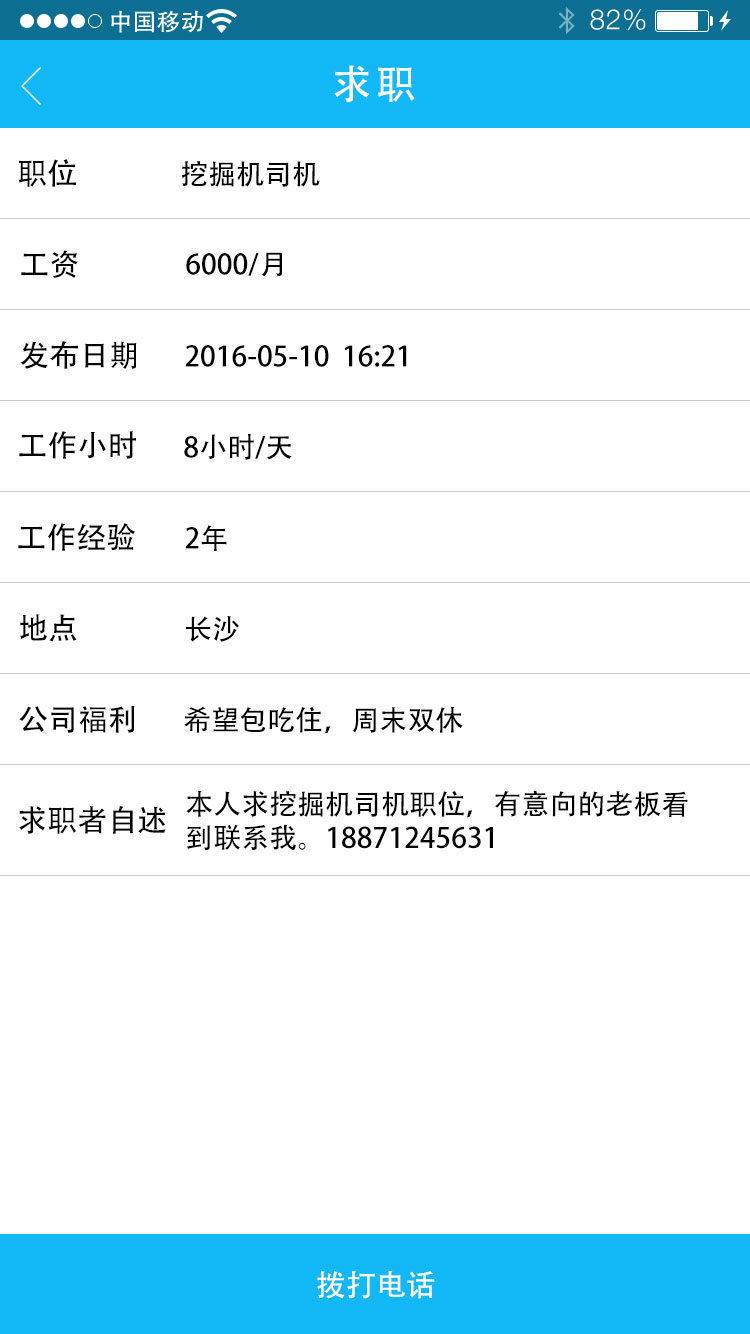 中国移动 82%
求职
职位 挖掘机司机
工资 6000/月
发布日期 2016-05-10 16:21
工作小时 8小时/天
工作经验 2年
地点 长沙
公司福利 希望包吃住，周末双休
求职者自述 本人求挖掘机司机职位，有意向的老板看
到联系我。18871245631
拨打电话